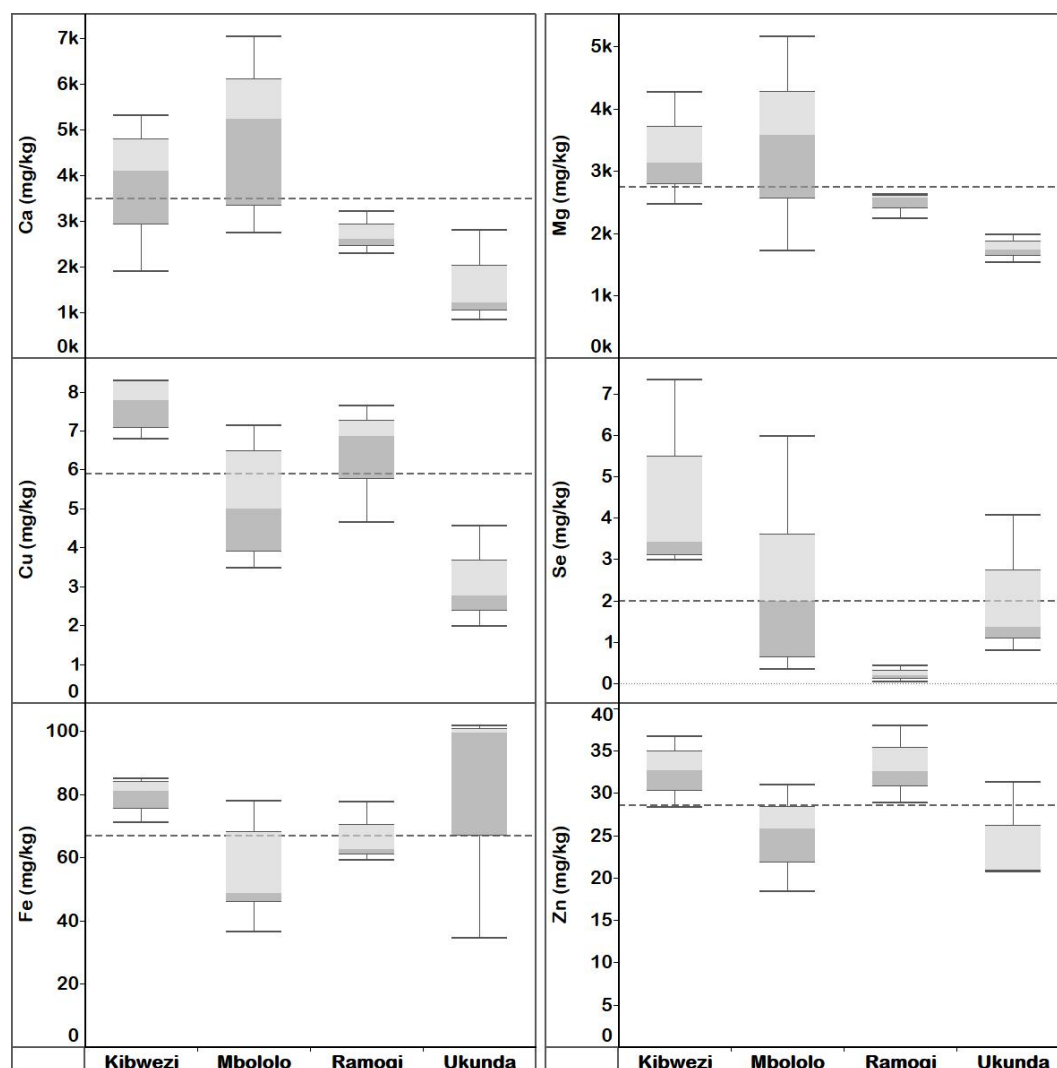 Ca (mg/kg)
7k
6k
5k
4k
3k
2k
1k
0k
Mg (mg/kg)
5k
4k
3k
2k
1k
0k
Cu (mg/kg)
8
7
6
5
4
3
2
1
0
Se (mg/kg)
7
6
5
4
3
2
1
0
Fe (mg/kg)
100
80
60
40
20
0
Zn (mg/kg)
40
35
30
25
20
15
10
5
0
Kibwezi Mbololo Ramogi Ukunda
Kibwezi Mbololo Ramogi Ukunda